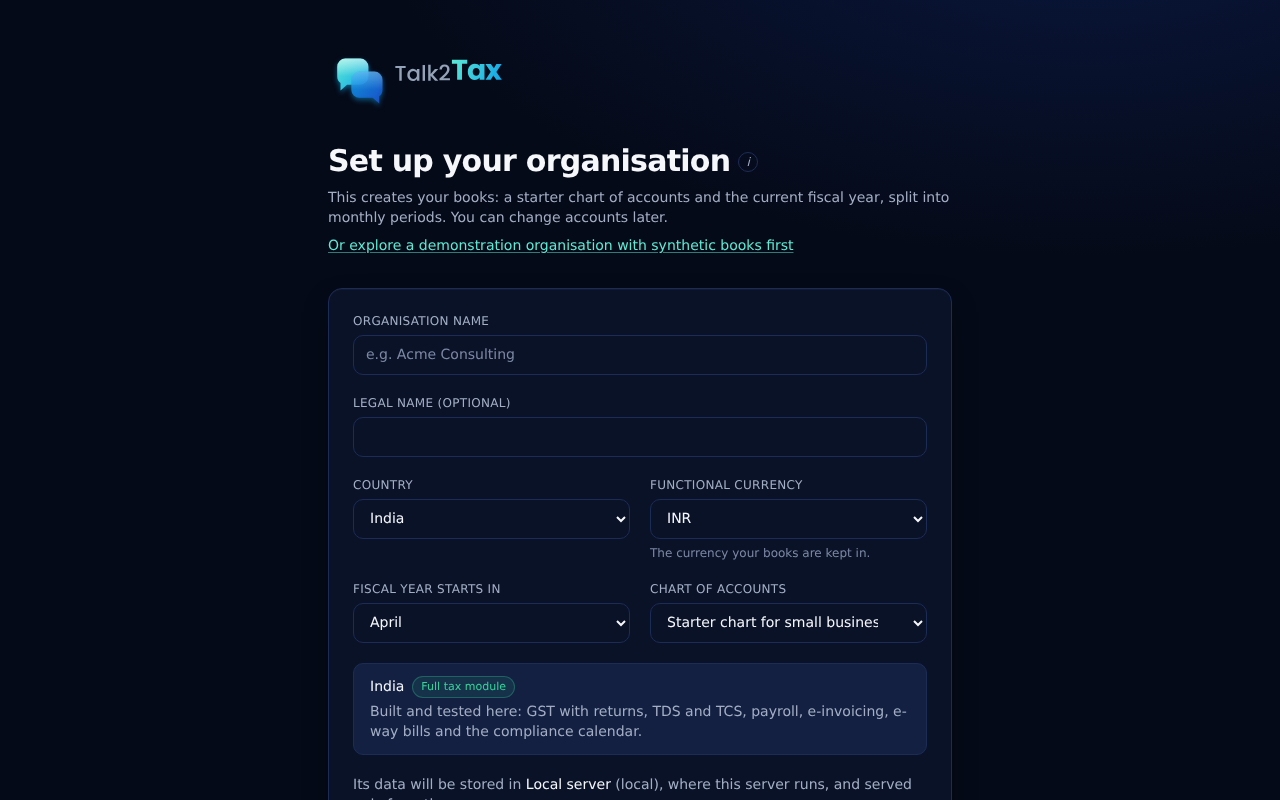 Talk2Tax
Set up your organisation i
This creates your books: a starter chart of accounts and the current fiscal year, split into
monthly periods. You can change accounts later.
Or explore a demonstration organisation with synthetic books first
ORGANISATION NAME
e.g. Acme Consulting
LEGAL NAME (OPTIONAL)
COUNTRY
FUNCTIONAL CURRENCY
India
INR
The currency your books are kept in.
FISCAL YEAR STARTS IN
CHART OF ACCOUNTS
April
Starter chart for small busines
India Full tax module
Built and tested here: GST with returns, TDS and TCS, payroll, e-invoicing, e-
way bills and the compliance calendar.
Its data will be stored in Local server (local), where this server runs, and served